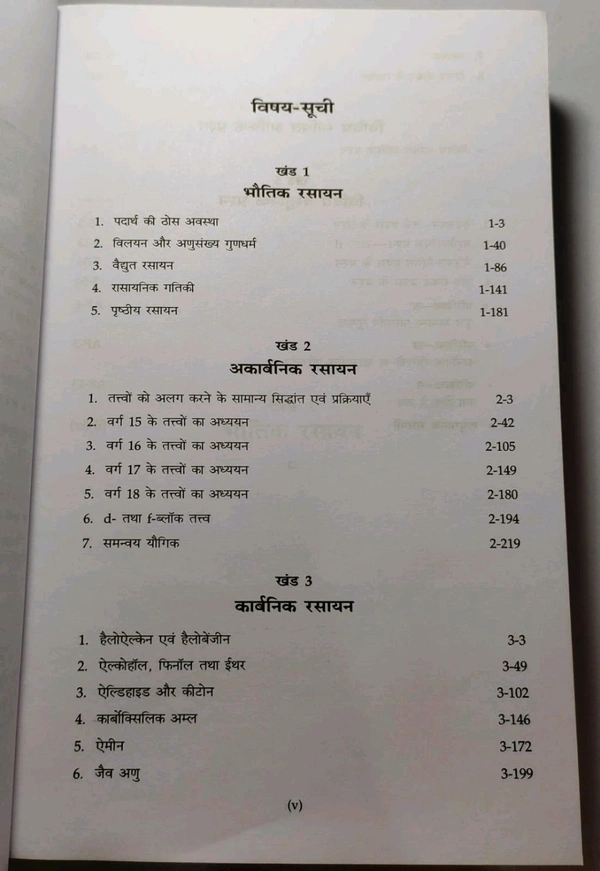 विषय-सूची
खंड 1
भौतिक रसायन
1. पदार्थ की ठोस अवस्था 1-3
2. विलयन और अणुसंख्य गुणधर्म 1-40
3. वैद्युत रसायन 1-86
4. रासायनिक गतिकी 1-141
5. पृष्ठीय रसायन 1-181
खंड 2
अकार्बनिक रसायन
1. तत्त्वों को अलग करने के सामान्य सिद्धांत एवं प्रक्रियाएँ 2-3
2. वर्ग 15 के तत्त्वों का अध्ययन 2-42
3. वर्ग 16 के तत्त्वों का अध्ययन 2-105
4. वर्ग 17 के तत्त्वों का अध्ययन 2-149
5. वर्ग 18 के तत्त्वों का अध्ययन 2-180
6. d- तथा f-ब्लॉक तत्त्व 2-194
7. समन्वय यौगिक 2-219
खंड 3
कार्बनिक रसायन
1. हैलोऐल्केन एवं हैलोबेंजीन 3-3
2. ऐल्कोहॉल, फिनॉल तथा ईथर 3-49
3. ऐल्डिहाइड और कीटोन 3-102
4. कार्बोक्सिलिक अम्ल 3-146
5. ऐमीन 3-172
6. जैव अणु 3-199
(v)